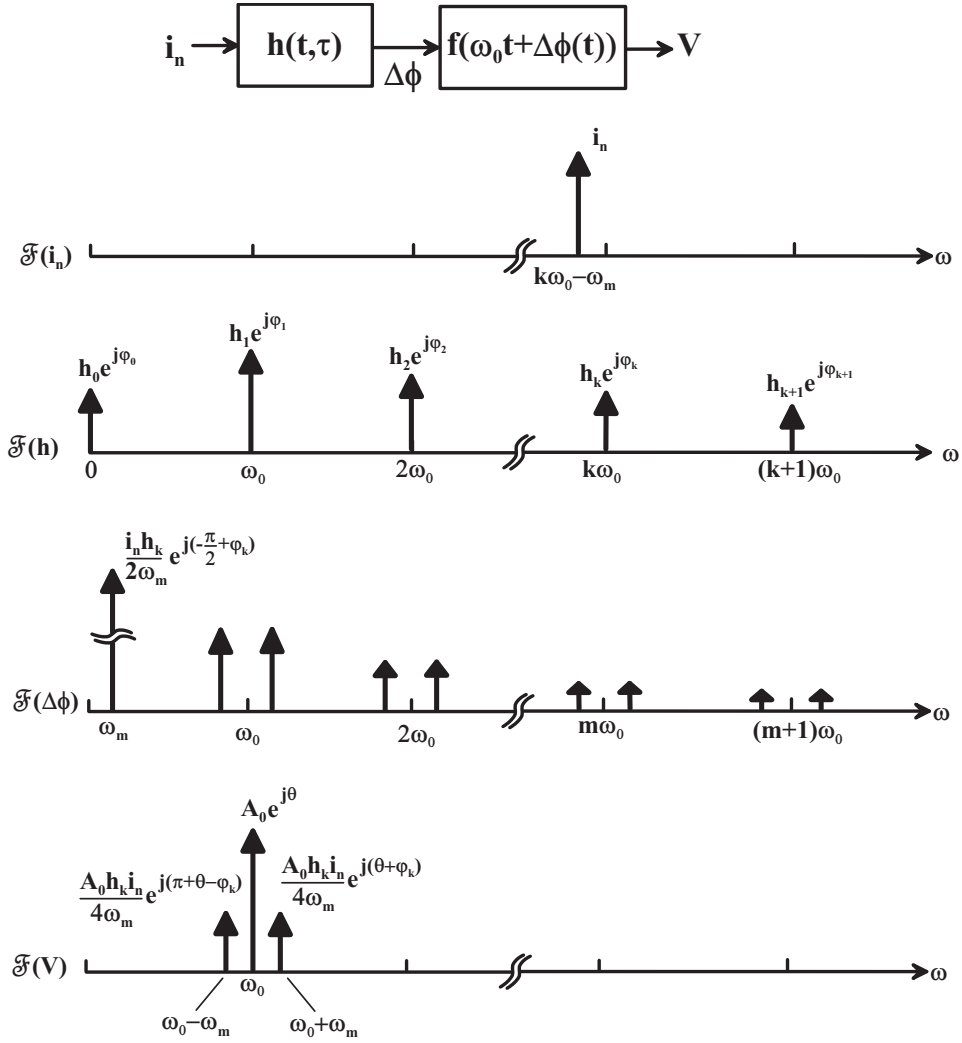 iₙ h(t,τ) Δϕ f(ω₀t+Δϕ(t)) V
iₙ
ℱ(iₙ) kω₀−ωₘ ω
h₀e^{jφ₀} h₁e^{jφ₁} h₂e^{jφ₂} hₖe^{jφₖ} hₖ₊₁e^{jφₖ₊₁}
ℱ(h) 0 ω₀ 2ω₀ kω₀ (k+1)ω₀ ω
iₙhₖ/2ωₘ e^{j(-π/2+φₖ)}
ℱ(Δϕ) ωₘ ω₀ 2ω₀ mω₀ (m+1)ω₀ ω
A₀e^{jθ}
A₀hₖiₙ/4ωₘ e^{j(π+θ−φₖ)} A₀hₖiₙ/4ωₘ e^{j(θ+φₖ)}
ℱ(V) ω₀ ω
ω₀−ωₘ ω₀+ωₘ